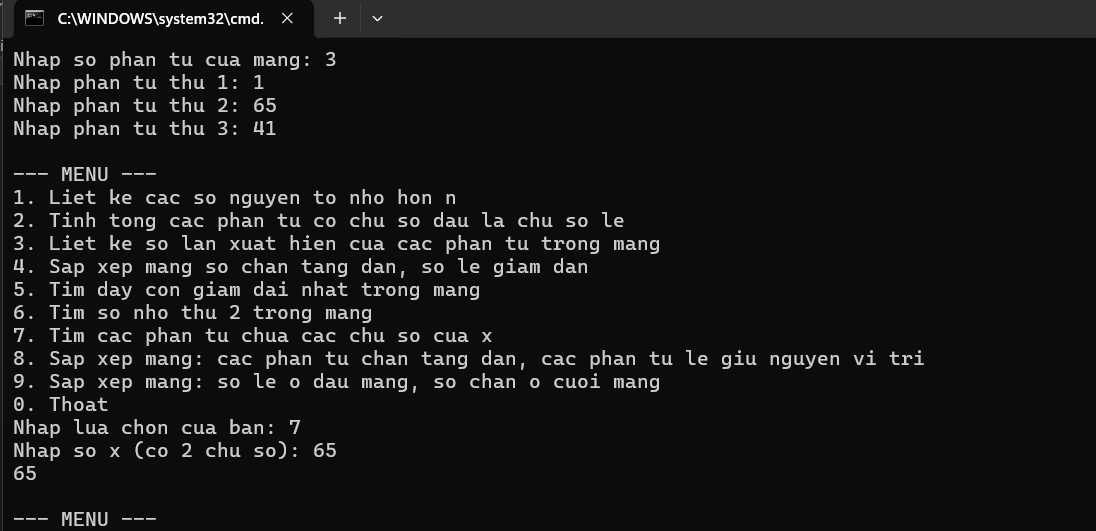 C:\WINDOWS\system32\cmd.
Nhap so phan tu cua mang: 3
Nhap phan tu thu 1: 1
Nhap phan tu thu 2: 65
Nhap phan tu thu 3: 41
--- MENU ---
1. Liet ke cac so nguyen to nho hon n
2. Tinh tong cac phan tu co chu so dau la chu so le
3. Liet ke so lan xuat hien cua cac phan tu trong mang
4. Sap xep mang so chan tang dan, so le giam dan
5. Tim day con giam dai nhat trong mang
6. Tim so nho thu 2 trong mang
7. Tim cac phan tu chua cac chu so cua x
8. Sap xep mang: cac phan tu chan tang dan, cac phan tu le giu nguyen vi tri
9. Sap xep mang: so le o dau mang, so chan o cuoi mang
0. Thoat
Nhap lua chon cua ban: 7
Nhap so x (co 2 chu so): 65
65
--- MENU ---